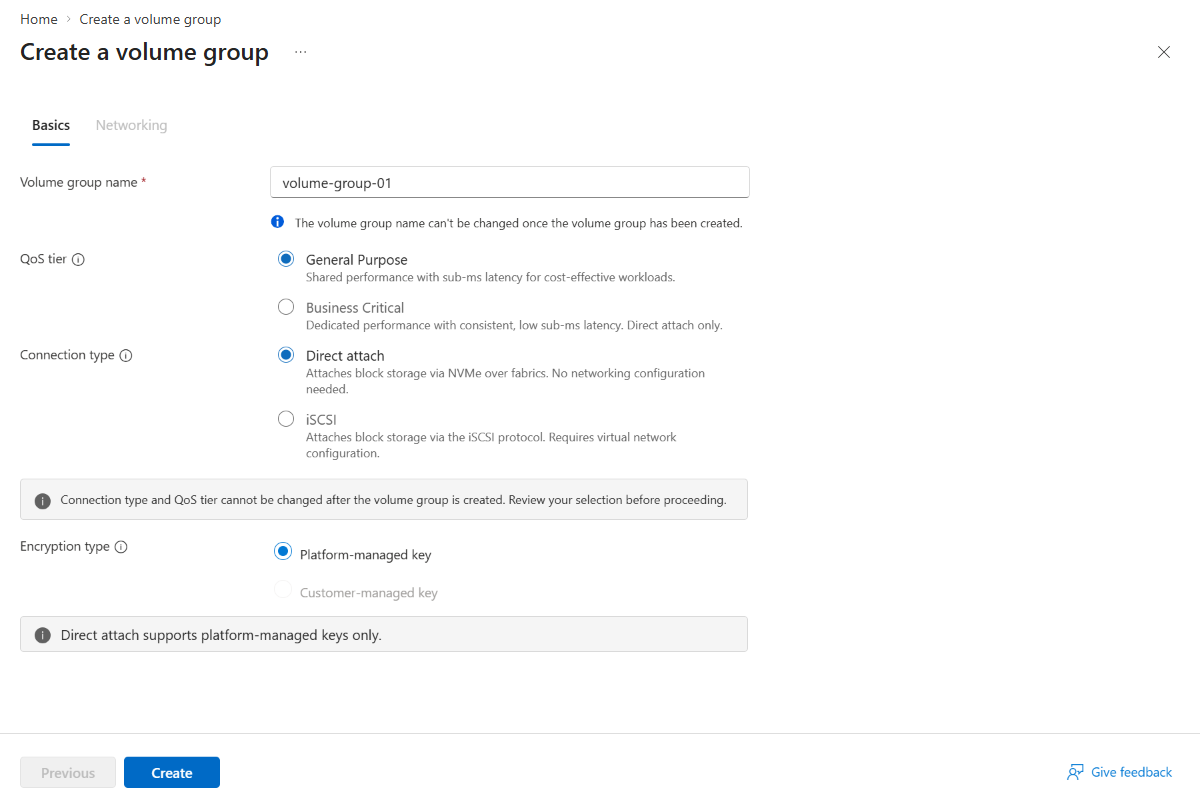 Home > Create a volume group
Create a volume group ...
Basics Networking
Volume group name *
volume-group-01
The volume group name can't be changed once the volume group has been created.
QoS tier
General Purpose
Shared performance with sub-ms latency for cost-effective workloads.
Business Critical
Dedicated performance with consistent, low sub-ms latency. Direct attach only.
Connection type
Direct attach
Attaches block storage via NVMe over fabrics. No networking configuration
needed.
iSCSI
Attaches block storage via the iSCSI protocol. Requires virtual network
configuration.
Connection type and QoS tier cannot be changed after the volume group is created. Review your selection before proceeding.
Encryption type
Platform-managed key
Customer-managed key
Direct attach supports platform-managed keys only.
Previous Create Give feedback